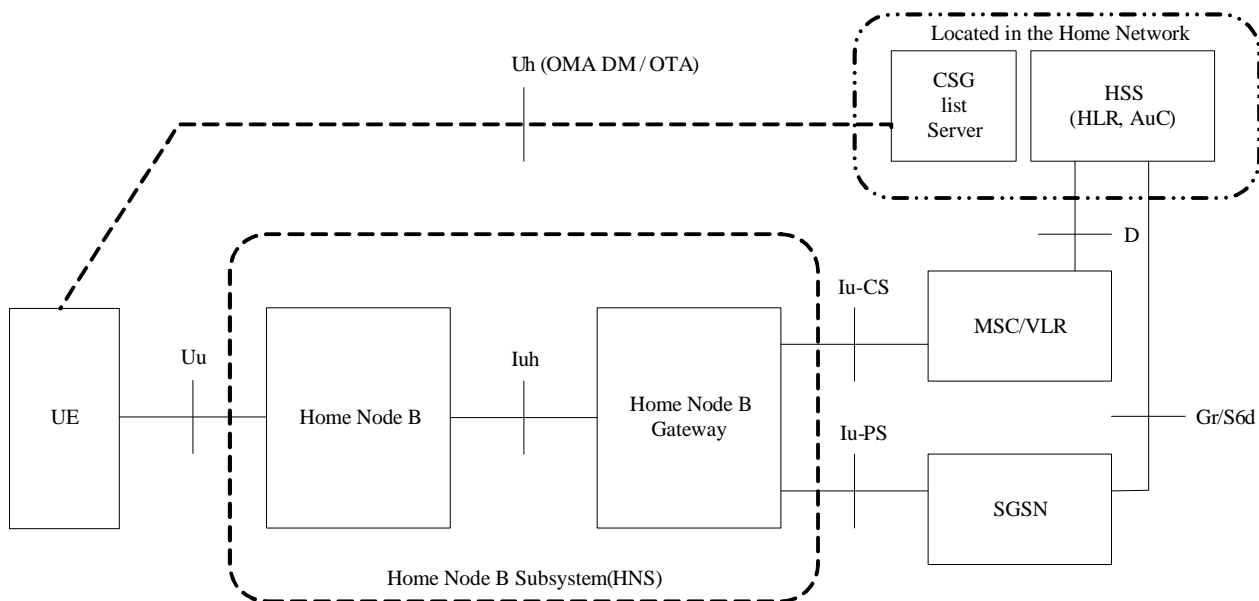 Located in the Home Network
Uh (OMA DM / OTA)
CSG
list
Server
HSS
(HLR, AuC)
D
Iu-CS
MSC/VLR
Uu
Iuh
UE
Home Node B
Home Node B
Gateway
Gr/S6d
Iu-PS
SGSN
Home Node B Subsystem(HNS)